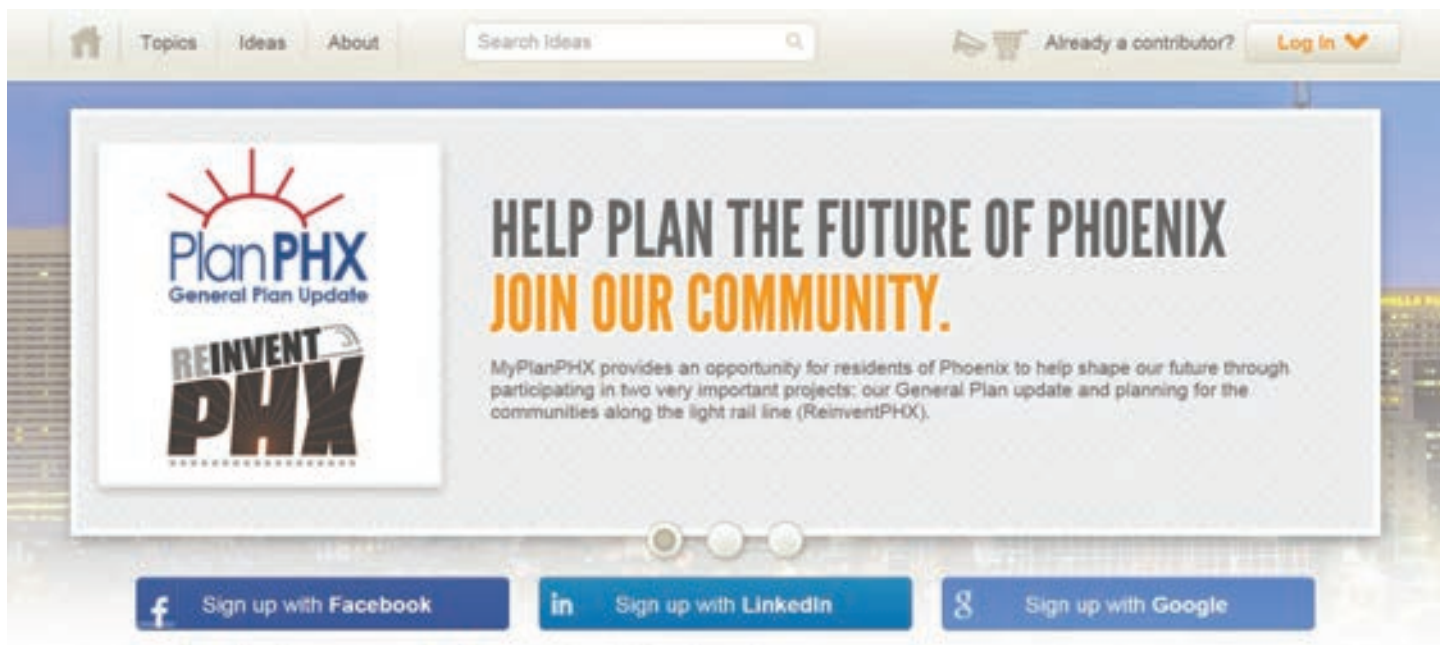 Topics Ideas About Search Ideas Already a contributor? Log In
PlanPHX
General Plan Update
REINVENT
PHX
HELP PLAN THE FUTURE OF PHOENIX
JOIN OUR COMMUNITY.
MyPlanPHX provides an opportunity for residents of Phoenix to help shape our future through
participating in two very important projects: our General Plan update and planning for the
communities along the light rail line (ReinventPHX).
f Sign up with Facebook in Sign up with LinkedIn g Sign up with Google